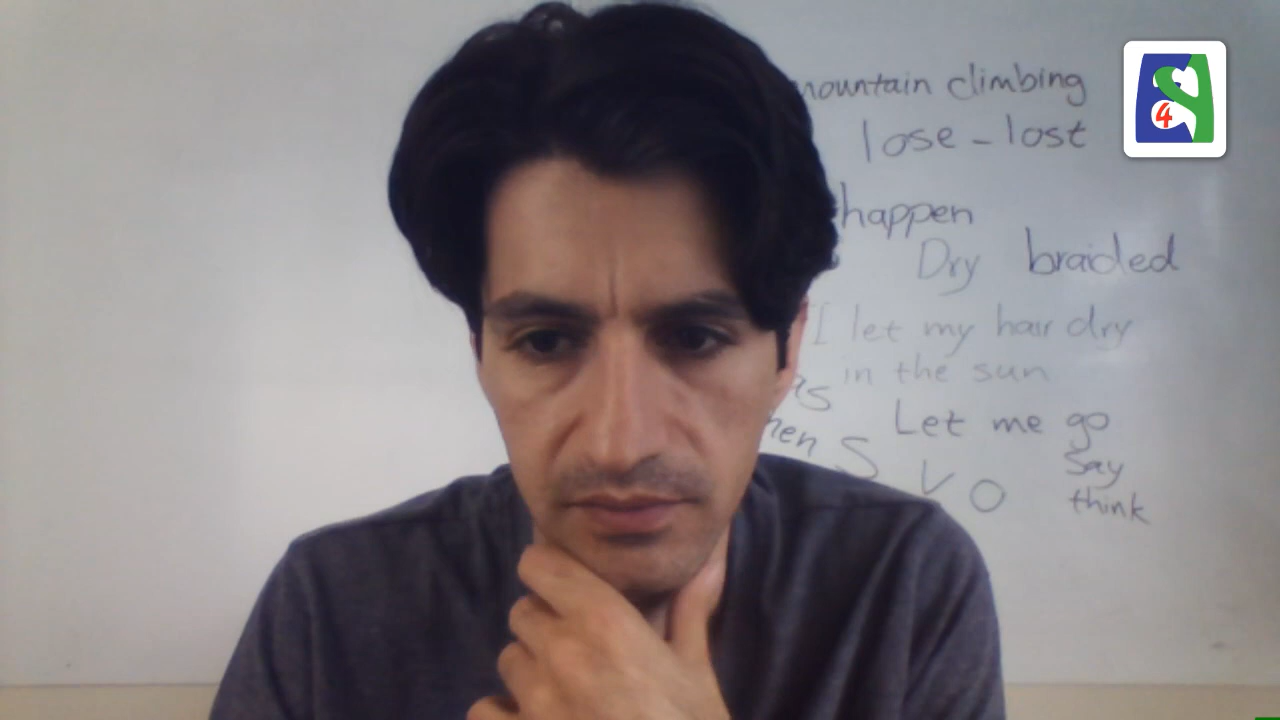 mountain climbing
lose - lost
happen
Dry braided
I let my hair dry
in the sun
Let me go
S V O
say
think
4